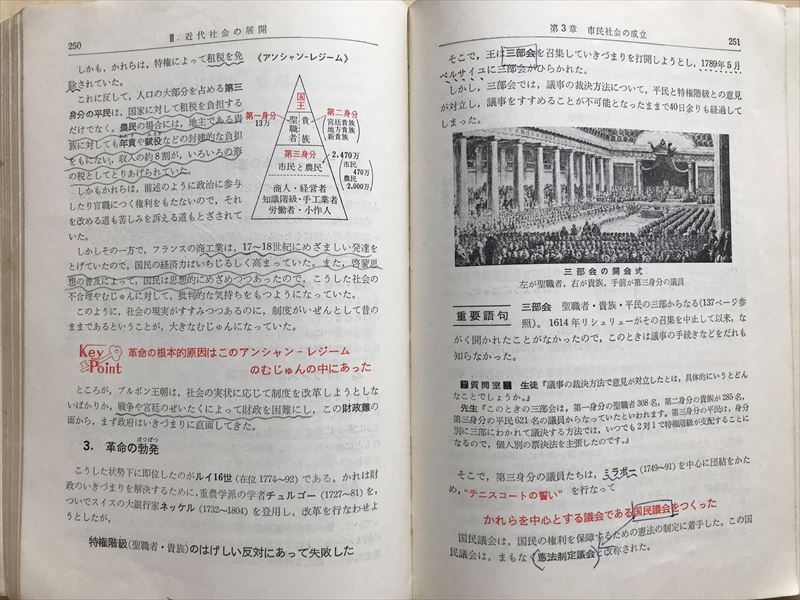 250
Ⅲ. 近代社会の展開
しかも，かれらは，特権によって租税を免
除されていた。
これに反して，人口の大部分を占める第三
身分の平民は，国家に対して租税を負担する
だけでなく，農民の場合には，地主である貴
族に対しても年貢や賦役などの封建的な負担
をもにない，収入の約8割が，いろいろの形
の税としてとりあげられていた。
しかもかれらは，前述のように政治に参与
したり官職につく権利をもたないので，それ
を改める道も苦しみを訴える道もとざされて
いた。
《アンシャン-レジーム》
国王
第一身分
13万
聖職者
貴族
第二身分
宮廷貴族
地方貴族
新貴族
第三身分
市民と農民
2,470万
市民
470万
農民
2,000万
商人・経営者
知識階級・手工業者
労働者・小作人
しかしその一方で，フランスの商工業は，17〜18世紀にめざましい発達を
とげていたので，国民の経済力はいちじるしく高まっていた。また，啓蒙思
想の普及によって，国民は思想的にめざめつつあったので，こうした社会の
不合理やむじゅんに対して，批判的な気持ちをもつようになっていた。
このように，社会の現実がすすみつつあるのに，制度がいぜんとして昔の
ままであるということが，大きなむじゅんになっていた。
Key Point
革命の根本的原因はこのアンシャン-レジーム
のむじゅんの中にあった
ところが，ブルボン王朝は，社会の実状に応じて制度を改革しようとしな
いばかりか，戦争や宮廷のぜいたくによって財政を困難にし，この財政難の
面から，まず政府はいきづまりに直面してきた。
3. 革命の勃発
ぼっぱつ
こうした状勢下に即位したのがルイ16世(在位1774〜92)である。かれは財
政のいきづまりを解決するために，重農学派の学者チュルゴー(1727〜81)を，
ついでスイスの大銀行家ネッケル(1732〜1804)を登用し，改革を行なわせよ
うとしたが，
特権階級(聖職者・貴族)のはげしい反対にあって失敗した
第3章 市民社会の成立
251
そこで，王は三部会を召集していきづまりを打開しようとし，1789年5月
ベルサイユに三部会がひらかれた。
しかし，三部会では，議事の裁決方法について，平民と特権階級との意見
が対立し，議事をすすめることが不可能となったままで40日余りも経過して
しまった。
三部会の開会式
左が聖職者，右が貴族，手前が第三身分の議員
重要語句
三部会 聖職者・貴族・平民の三部からなる(137ページ参
照)。1614年リシュリューがその召集を中止して以来，な
がく開かれたことがなかったので，このときは議事の手続きなどをだれも
知らなかった。
質問室
生徒『議事の裁決方法で意見が対立したとは，具体的にいうとどん
なことでしょうか。』
先生『このときの三部会は，第一身分の聖職者308名，第二身分の貴族が285名，
第三身分の平民621名の議員からなっていたといわれます。第三身分の平民は，身分
別に三部にわかれて議決する方法では，いつでも2対1で特権階級が支配することに
なるので，個人別の票決法を主張したのです。』
そこで，第三身分の議員たちは，ミラボー(1749〜91)を中心に団結をかた
め，“テニスコートの誓い”を行なって
かれらを中心とする議会である国民議会をつくった
国民議会は，国民の権利を保障するための憲法の制定に着手した。この国
民議会は，まもなく憲法制定議会と改称された。